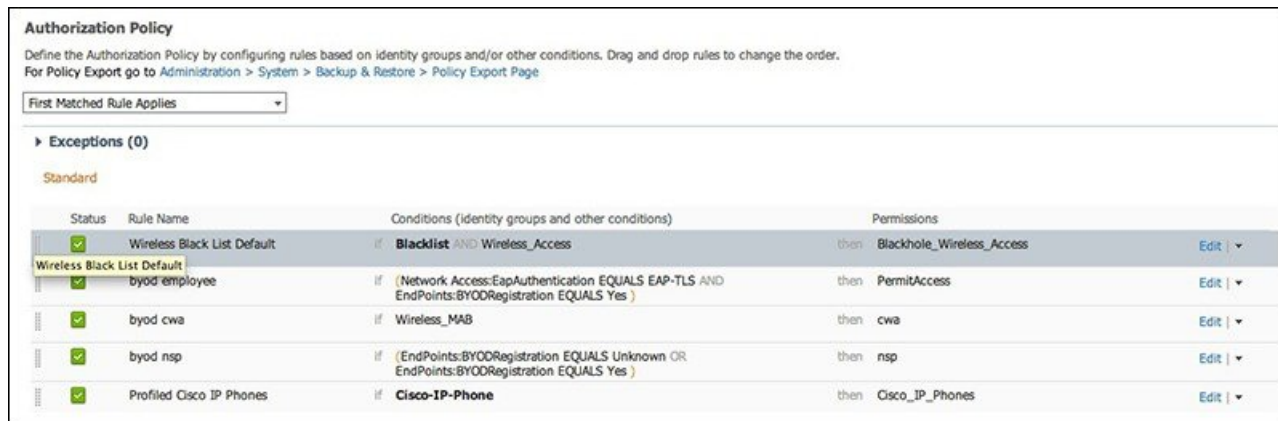 Authorization Policy
Define the Authorization Policy by configuring rules based on identity groups and/or other conditions. Drag and drop rules to change the order.
For Policy Export go to Administration > System > Backup & Restore > Policy Export Page
First Matched Rule Applies
Exceptions (0)
Standard
Status Rule Name Conditions (identity groups and other conditions) Permissions
Wireless Black List Default if Blacklist AND Wireless_Access then Blackhole_Wireless_Access Edit |
Wireless Black List Default
byod employee if (Network Access:EapAuthentication EQUALS EAP-TLS AND then PermitAccess Edit |
EndPoints:BYODRegistration EQUALS Yes )
byod cwa if Wireless_MAB then cwa Edit |
byod nsp if (EndPoints:BYODRegistration EQUALS Unknown OR then nsp Edit |
EndPoints:BYODRegistration EQUALS Yes )
Profiled Cisco IP Phones if Cisco-IP-Phone then Cisco_IP_Phones Edit |